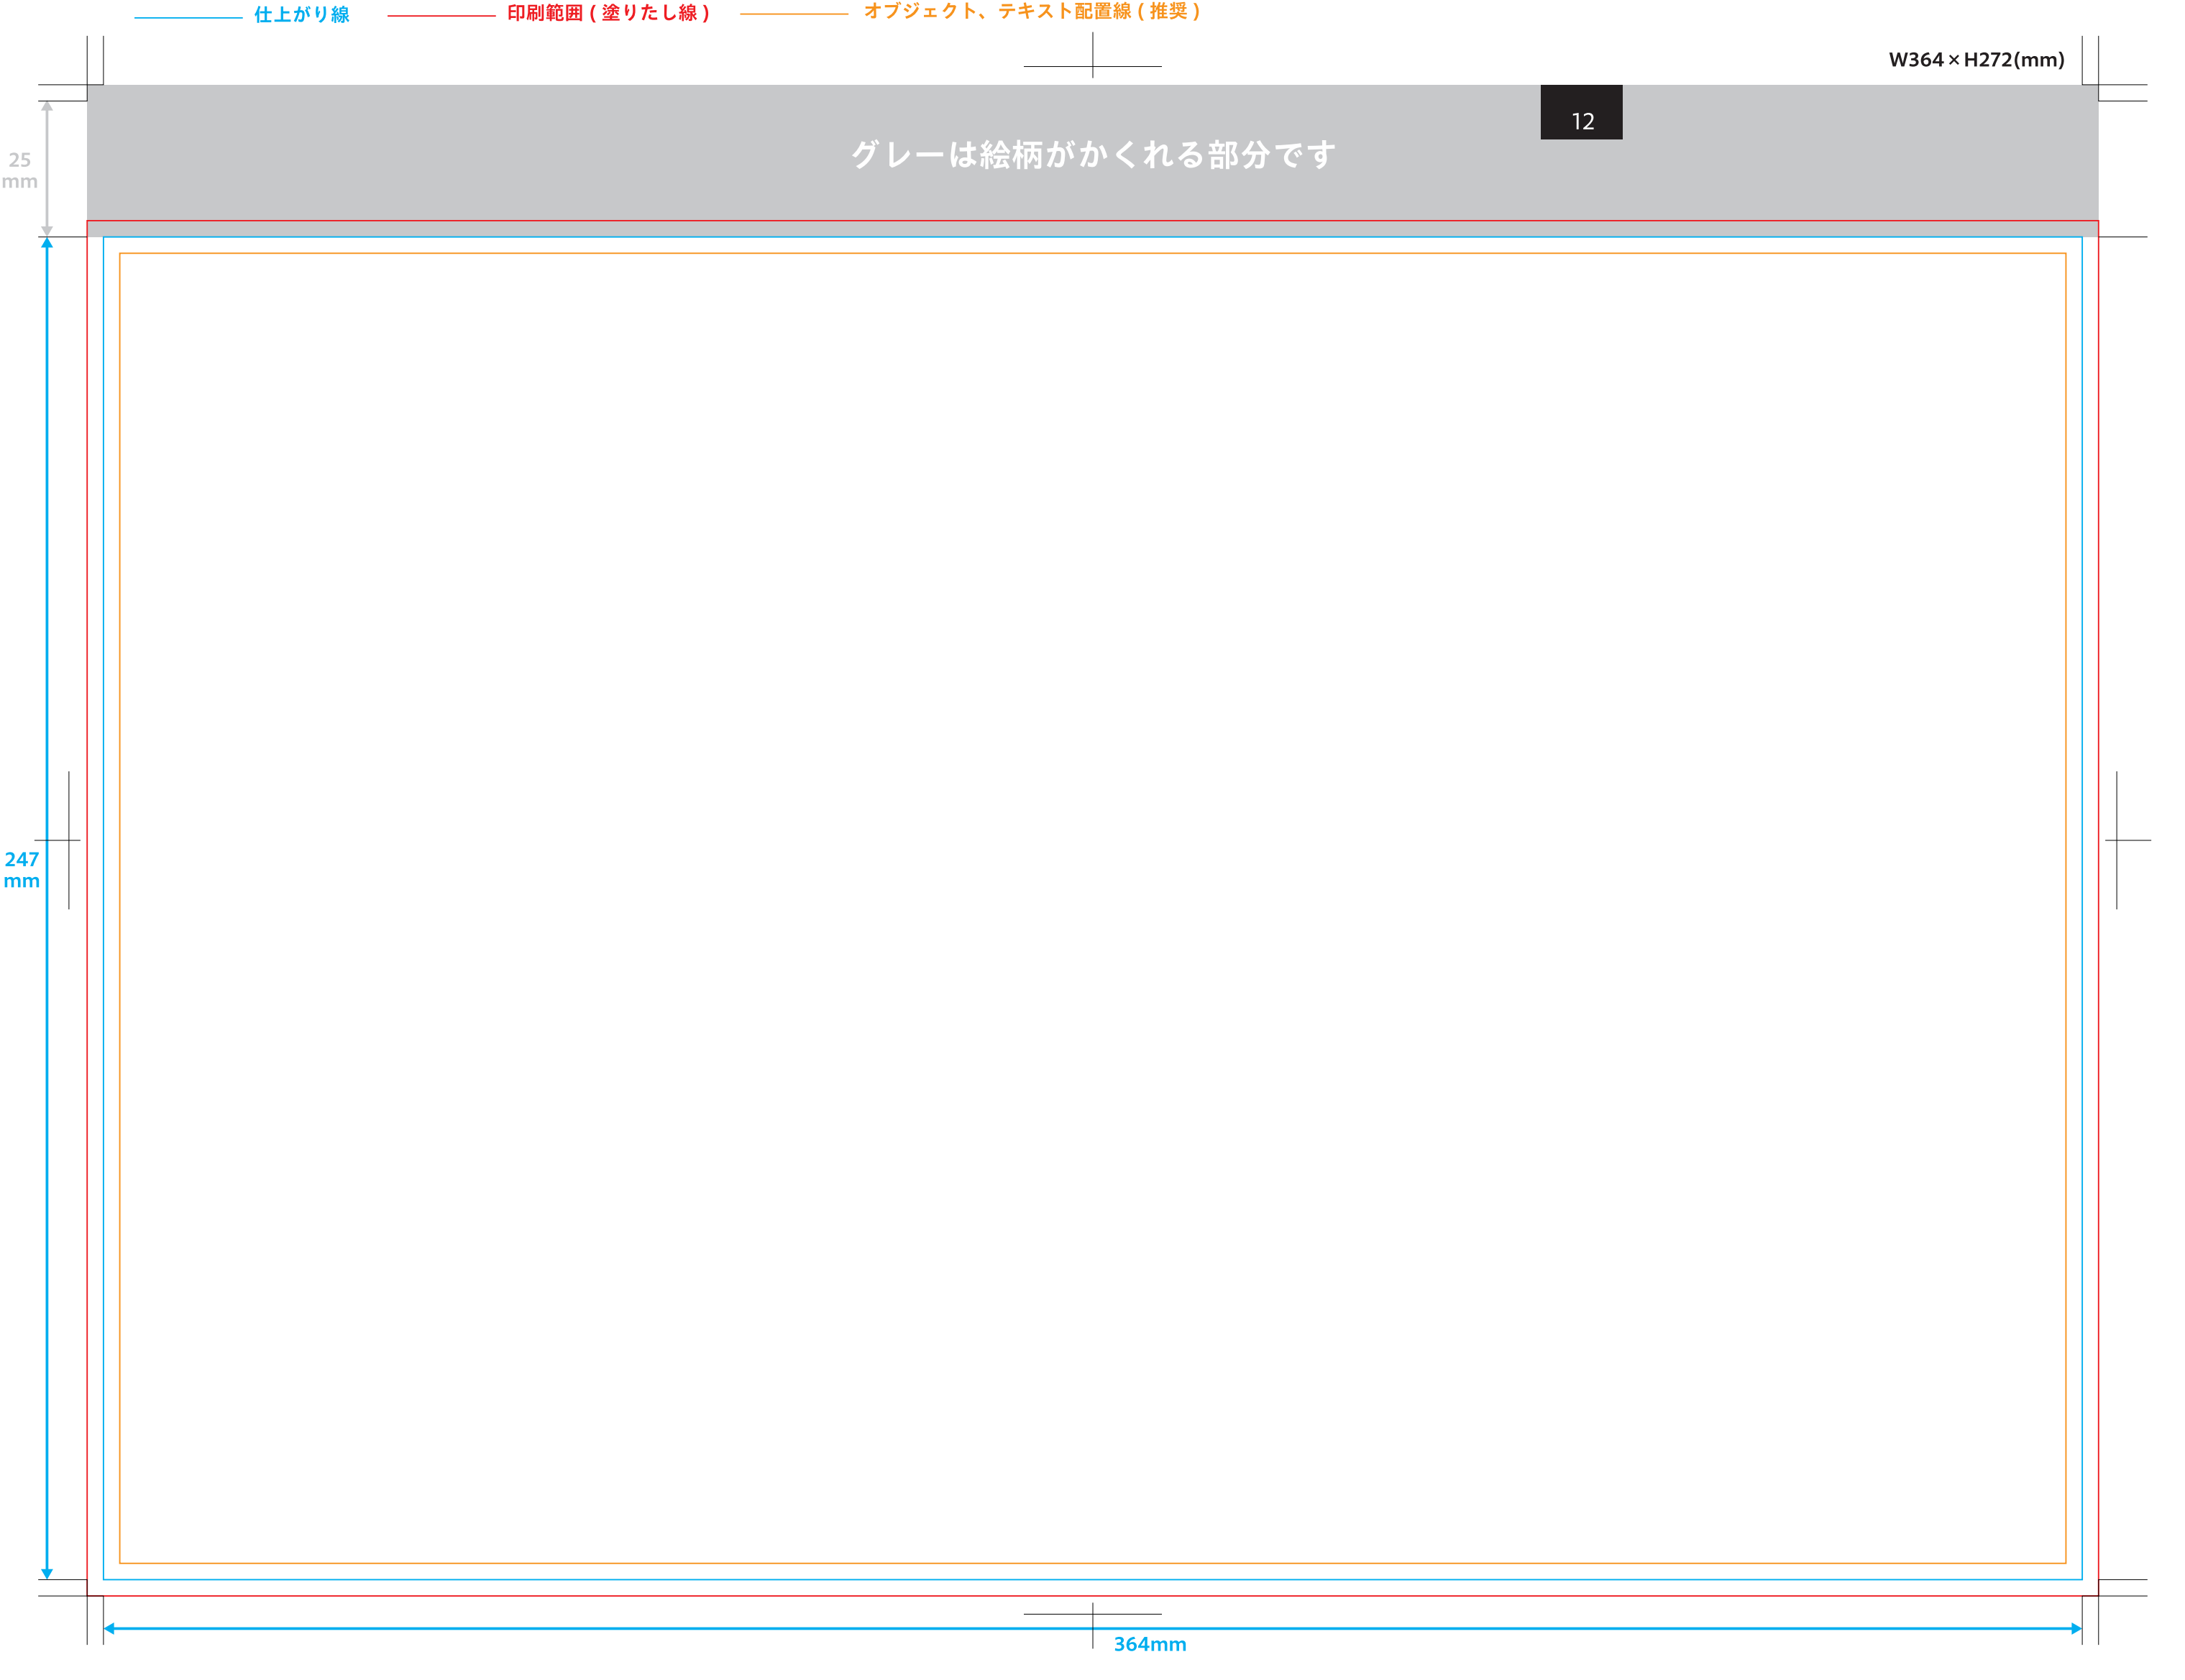 仕上がり線
印刷範囲 ( 塗りたし線 )
オブジェクト、テキスト配置線 ( 推奨 )
W364×H272(mm)
12
グレーは絵柄がかくれる部分です
25
mm
247
mm
364mm